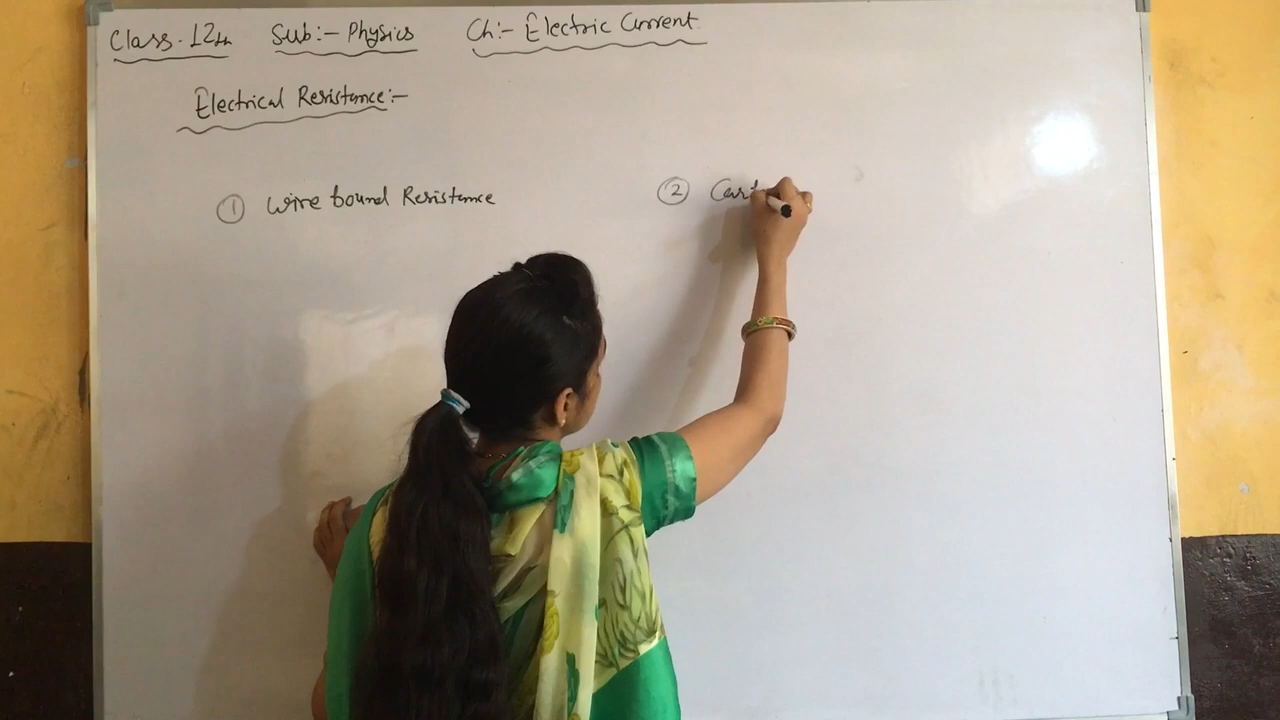 Class. 12th Sub:- Physics Ch:- Electric Current
Electrical Resistance:-
① Wire bound Resistance ②